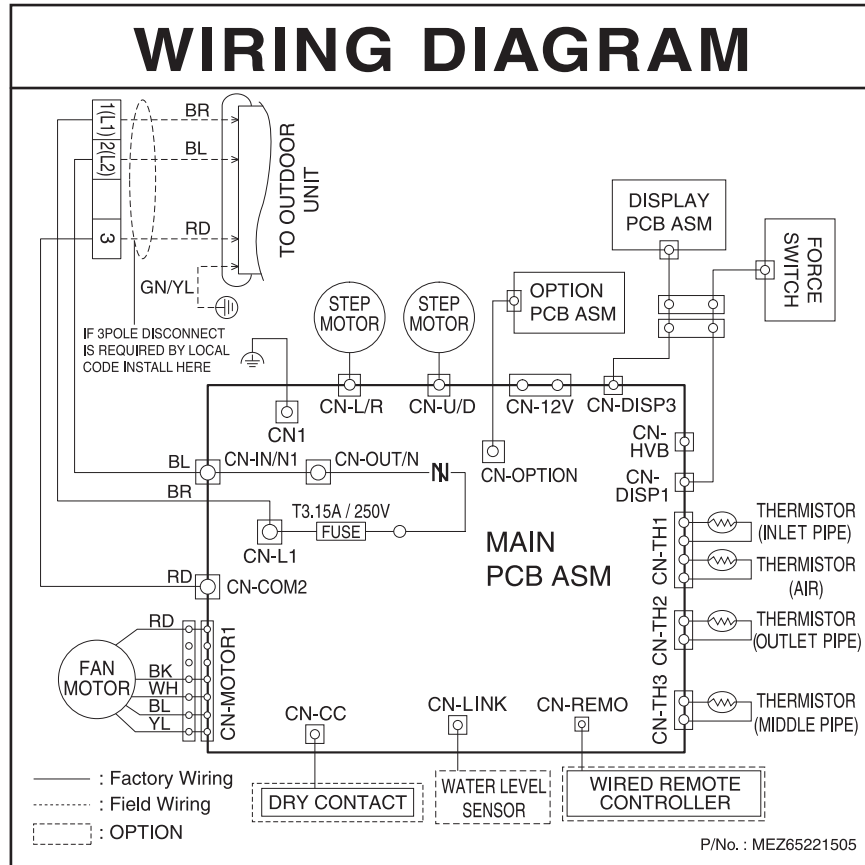 WIRING DIAGRAM
1(L1)
2(L2)
3
BR
BL
RD
GN/YL
TO OUTDOOR
UNIT
IF 3POLE DISCONNECT
IS REQUIRED BY LOCAL
CODE INSTALL HERE
STEP
MOTOR
STEP
MOTOR
OPTION
PCB ASM
DISPLAY
PCB ASM
FORCE
SWITCH
CN1
CN-L/R
CN-U/D
CN-12V
CN-DISP3
CN-OPTION
CN-
HVB
CN-
DISP1
BL
CN-IN/N1
CN-OUT/N
BR
T3.15A / 250V
FUSE
CN-L1
RD
CN-COM2
MAIN
PCB ASM
CN-TH1
THERMISTOR
(INLET PIPE)
THERMISTOR
(AIR)
CN-TH2
THERMISTOR
(OUTLET PIPE)
CN-TH3
THERMISTOR
(MIDDLE PIPE)
FAN
MOTOR
RD
BK
WH
BL
YL
CN-MOTOR1
CN-CC
CN-LINK
CN-REMO
DRY CONTACT
WATER LEVEL
SENSOR
WIRED REMOTE
CONTROLLER
: Factory Wiring
: Field Wiring
: OPTION
P/No. : MEZ65221505